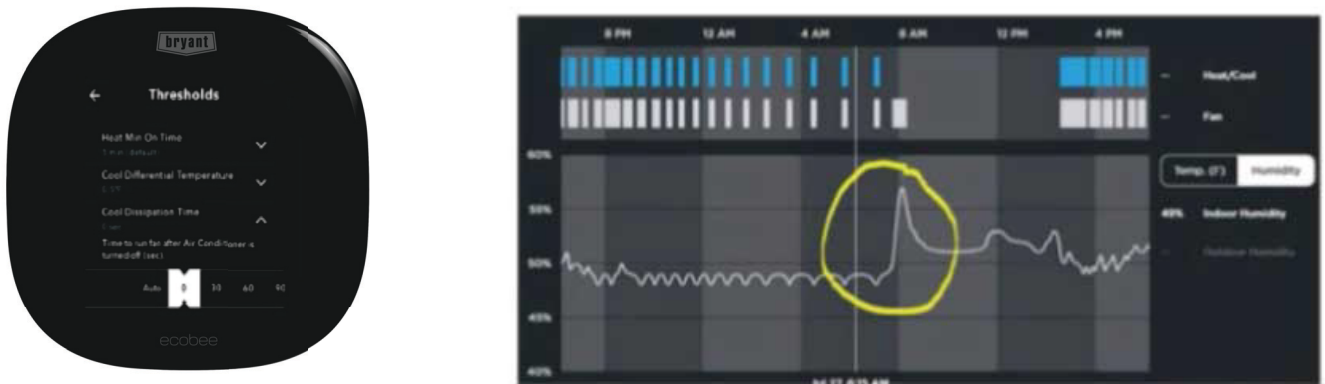 bryant
← Thresholds
Heat Min On Time
Cool Differential Temperature
Cool Dissipation Time
Time to run fan after Air Conditioner is
turned off (sec)
Auto 0 30 60 90
ecobee
8 PM 12 AM 4 AM 8 AM 12 PM 4 PM
Heat/Cool
Fan
60%
Temp. (F) Humidity
55%
49% Indoor Humidity
Outdoor Humidity
50%
45%
40%